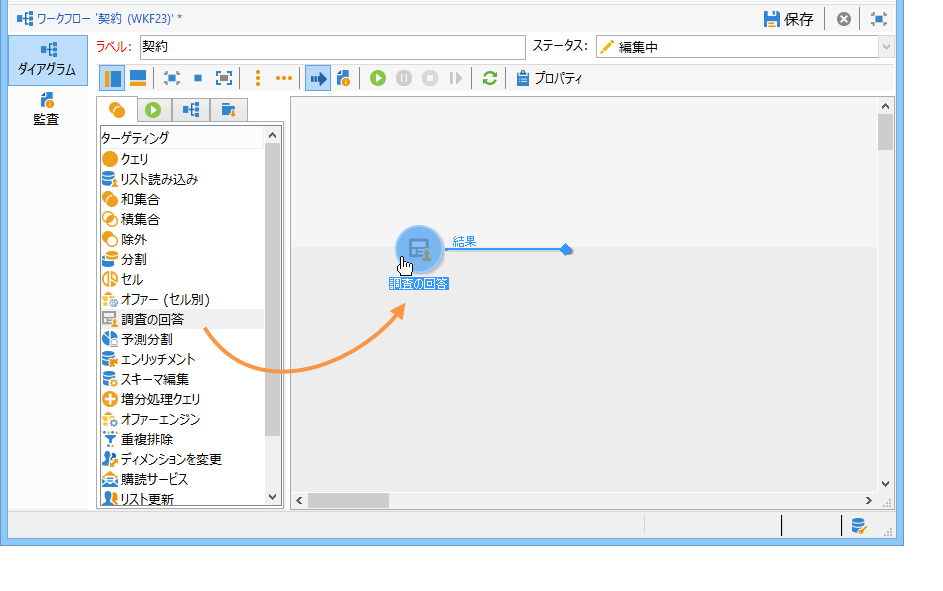 ワークフロー '契約 (WKF23)' *
保存
ダイアグラム
監査
ラベル: 契約
ステータス: 編集中
プロパティ
ターゲティング
クエリ
リスト読み込み
和集合
積集合
除外
分割
セル
オファー (セル別)
調査の回答
予測分割
エンリッチメント
スキーマ編集
増分処理クエリ
オファーエンジン
重複排除
ディメンションを変更
購読サービス
リスト更新
結果
調査の回答